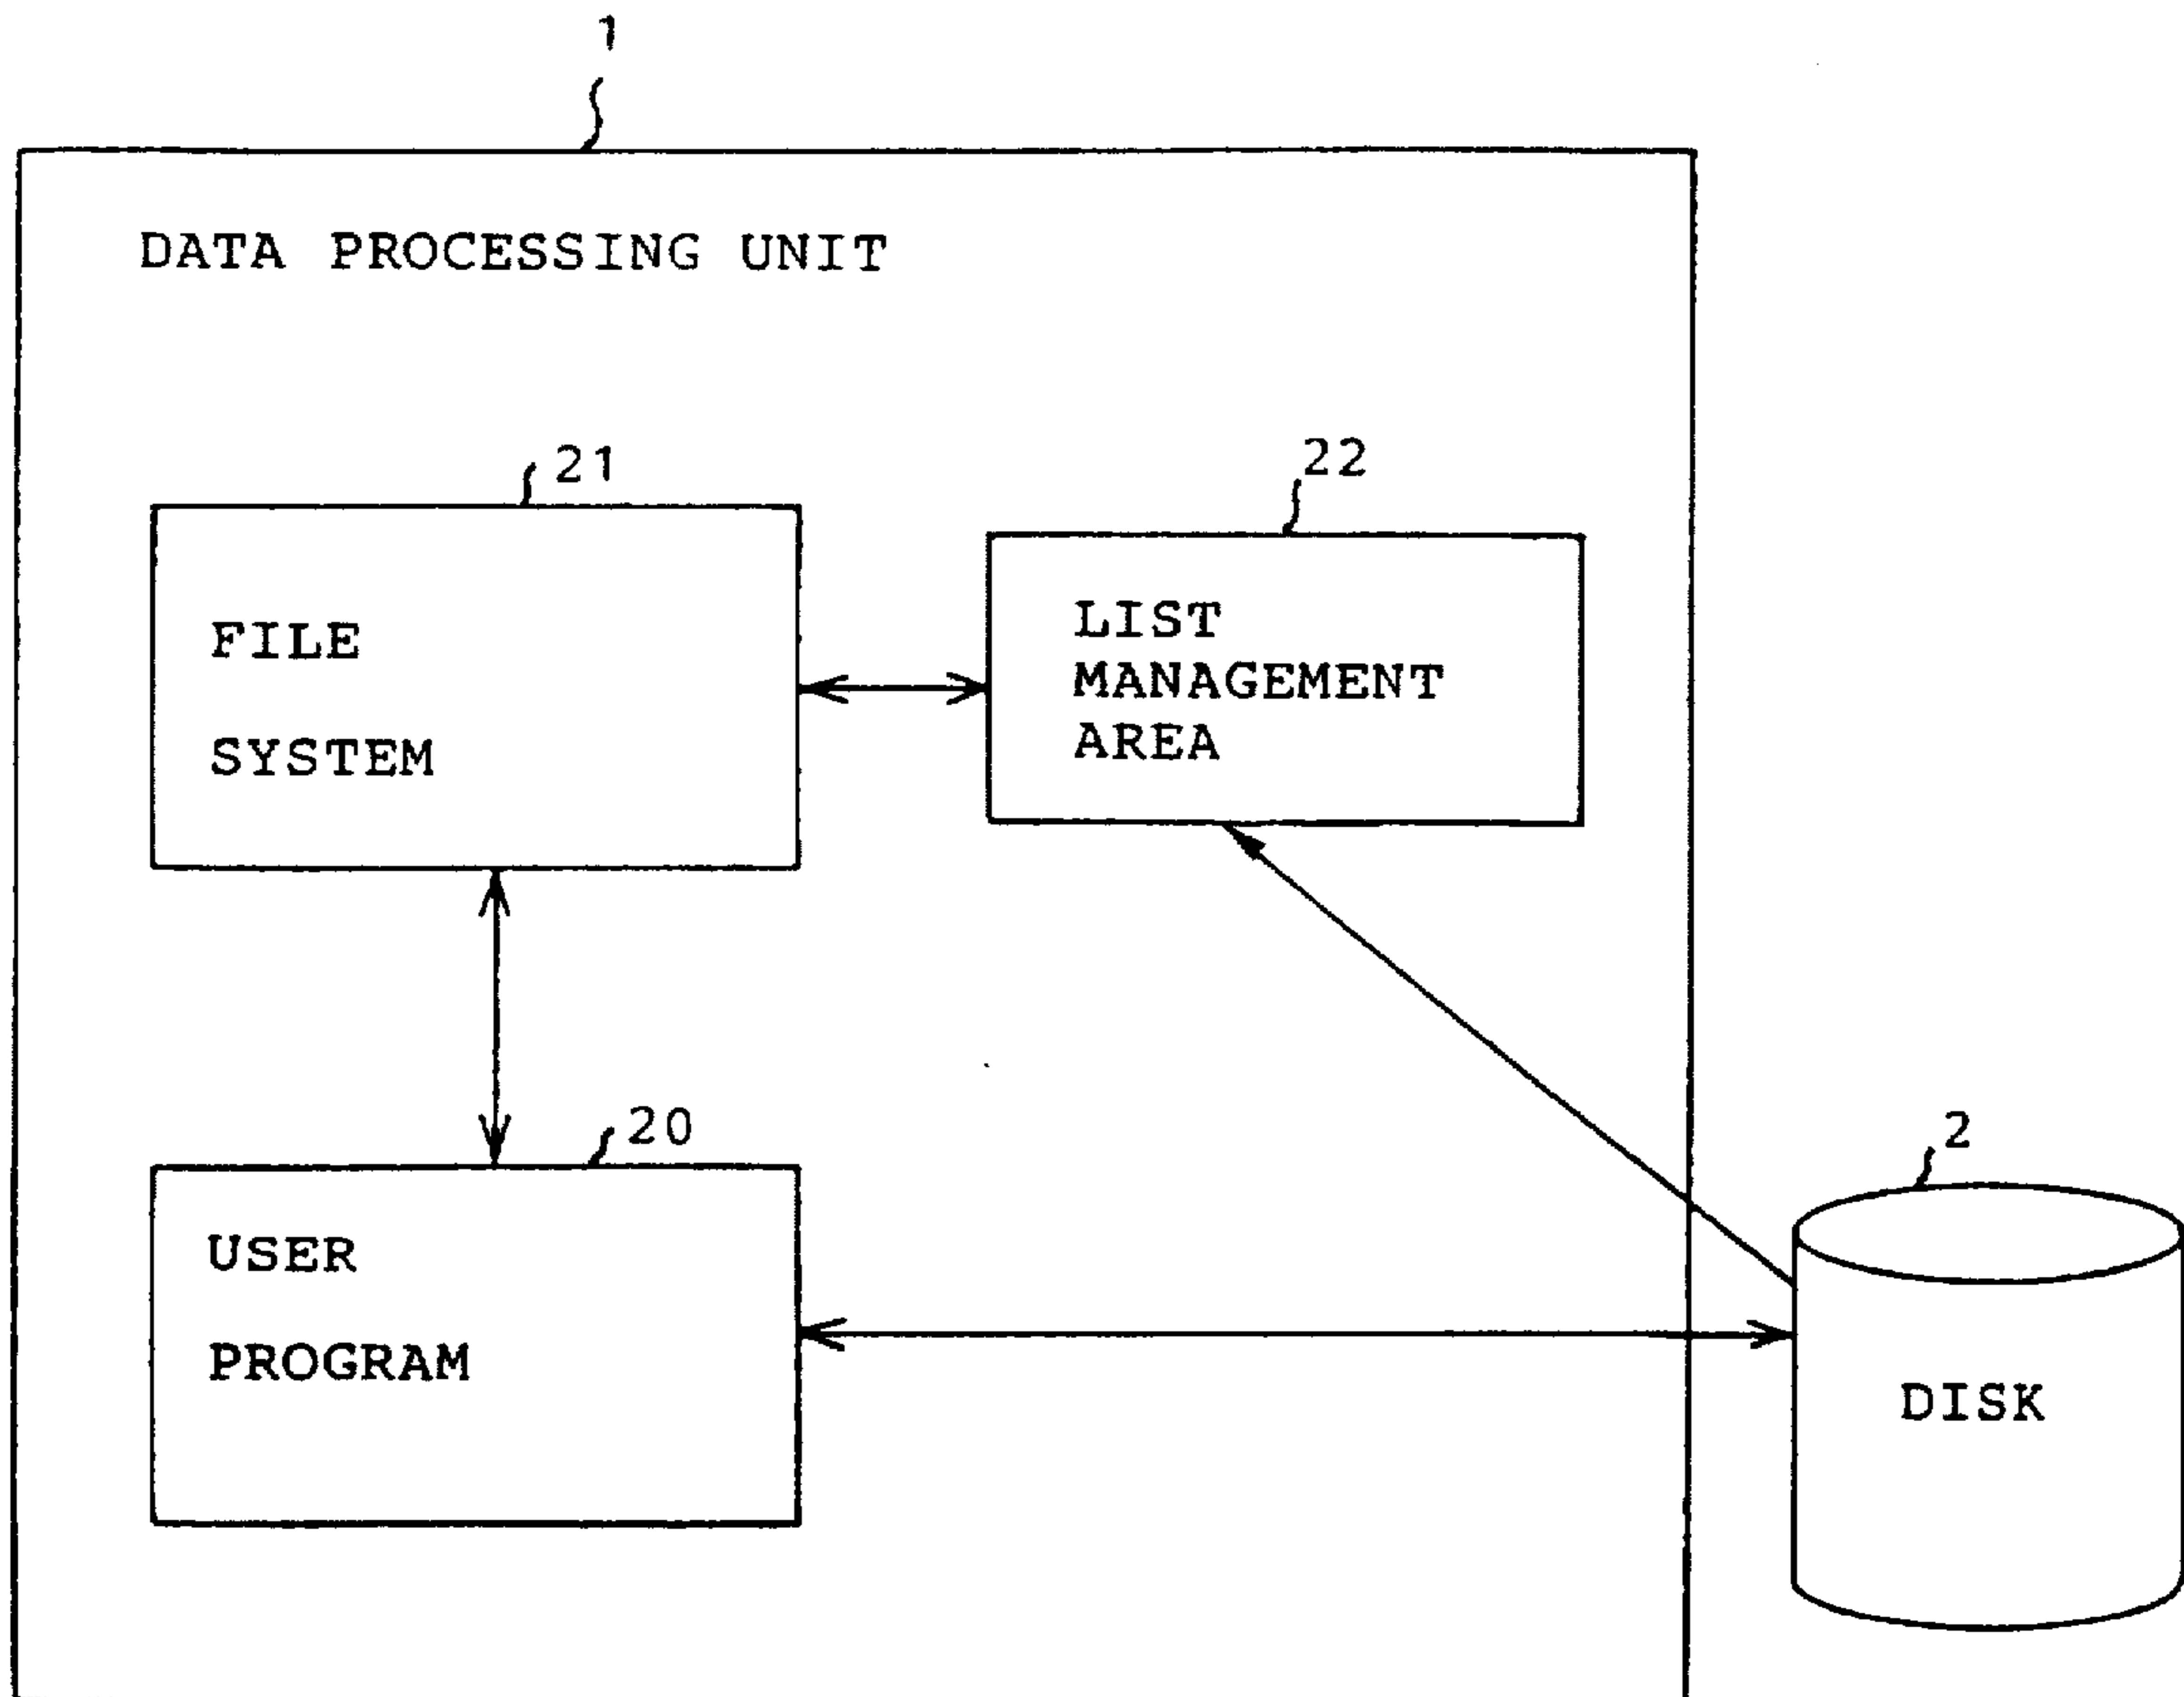 1
DATA PROCESSING UNIT
21
22
FILE
SYSTEM
LIST
MANAGEMENT
AREA
20
2
USER
PROGRAM
DISK